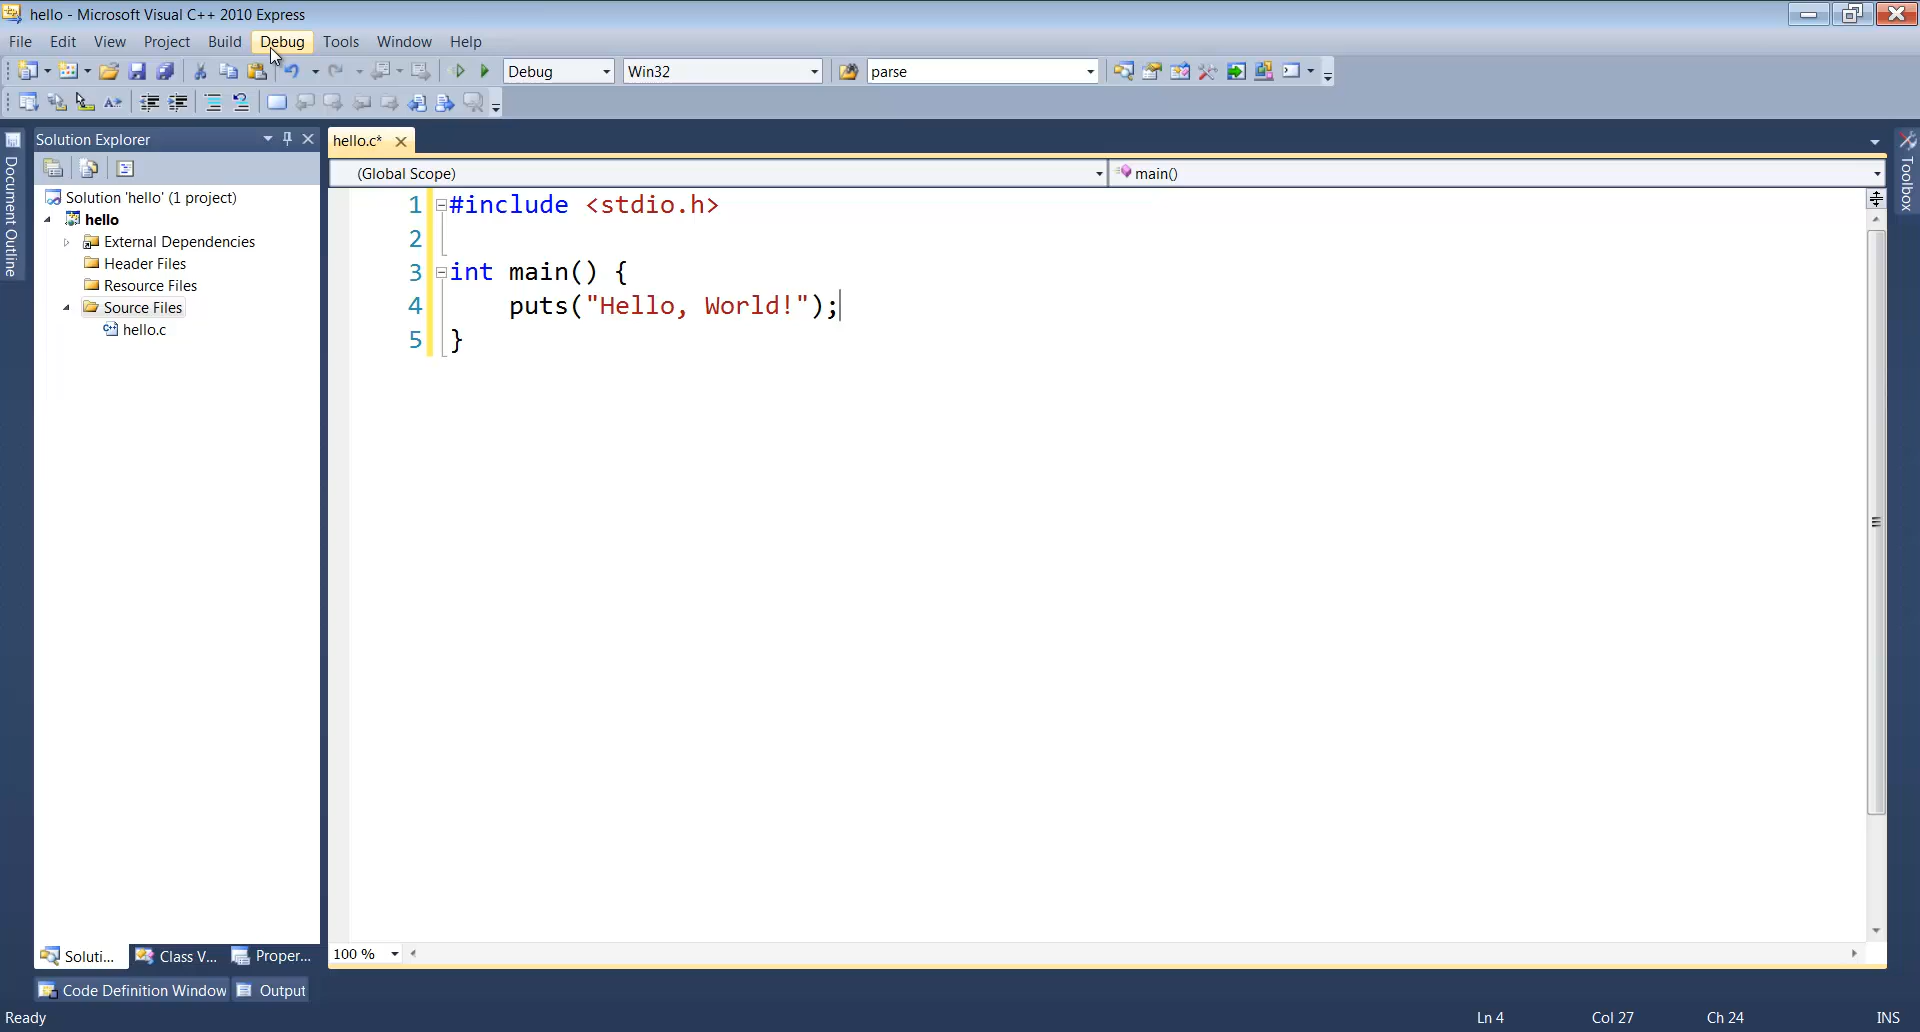 hello - Microsoft Visual C++ 2010 Express
File Edit View Project Build Debug Tools Window Help
Debug Win32 parse
Document Outline
Solution Explorer
Solution 'hello' (1 project)
hello
External Dependencies
Header Files
Resource Files
Source Files
hello.c
Soluti... Class V... Proper...
hello.c*
(Global Scope) main()
1 #include <stdio.h>
2
3 int main() {
4 puts("Hello, World!");
5 }
100 %
Toolbox
Code Definition Window Output
Ready Ln 4 Col 27 Ch 24 INS